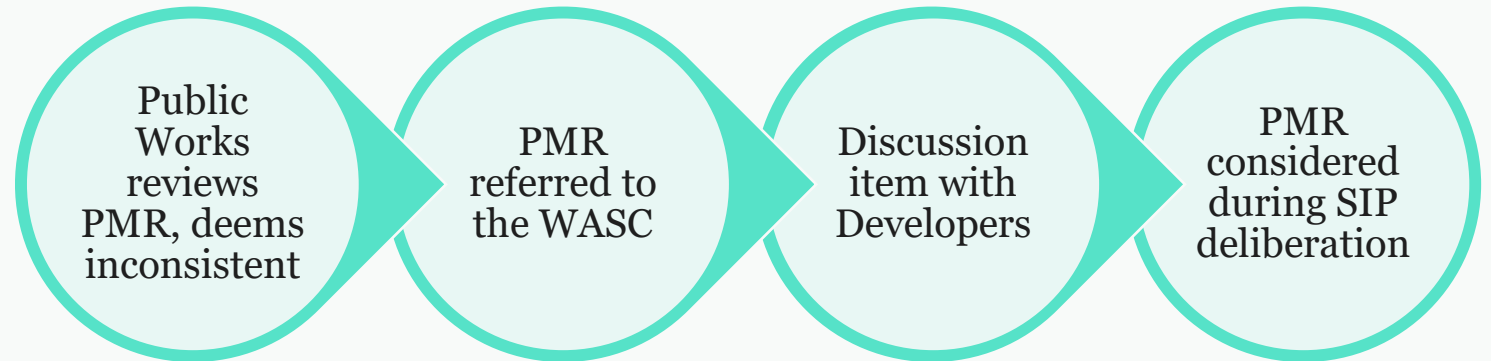 Public
Works
reviews
PMR, deems
inconsistent
PMR
referred to
the WASC
Discussion
item with
Developers
PMR
considered
during SIP
deliberation